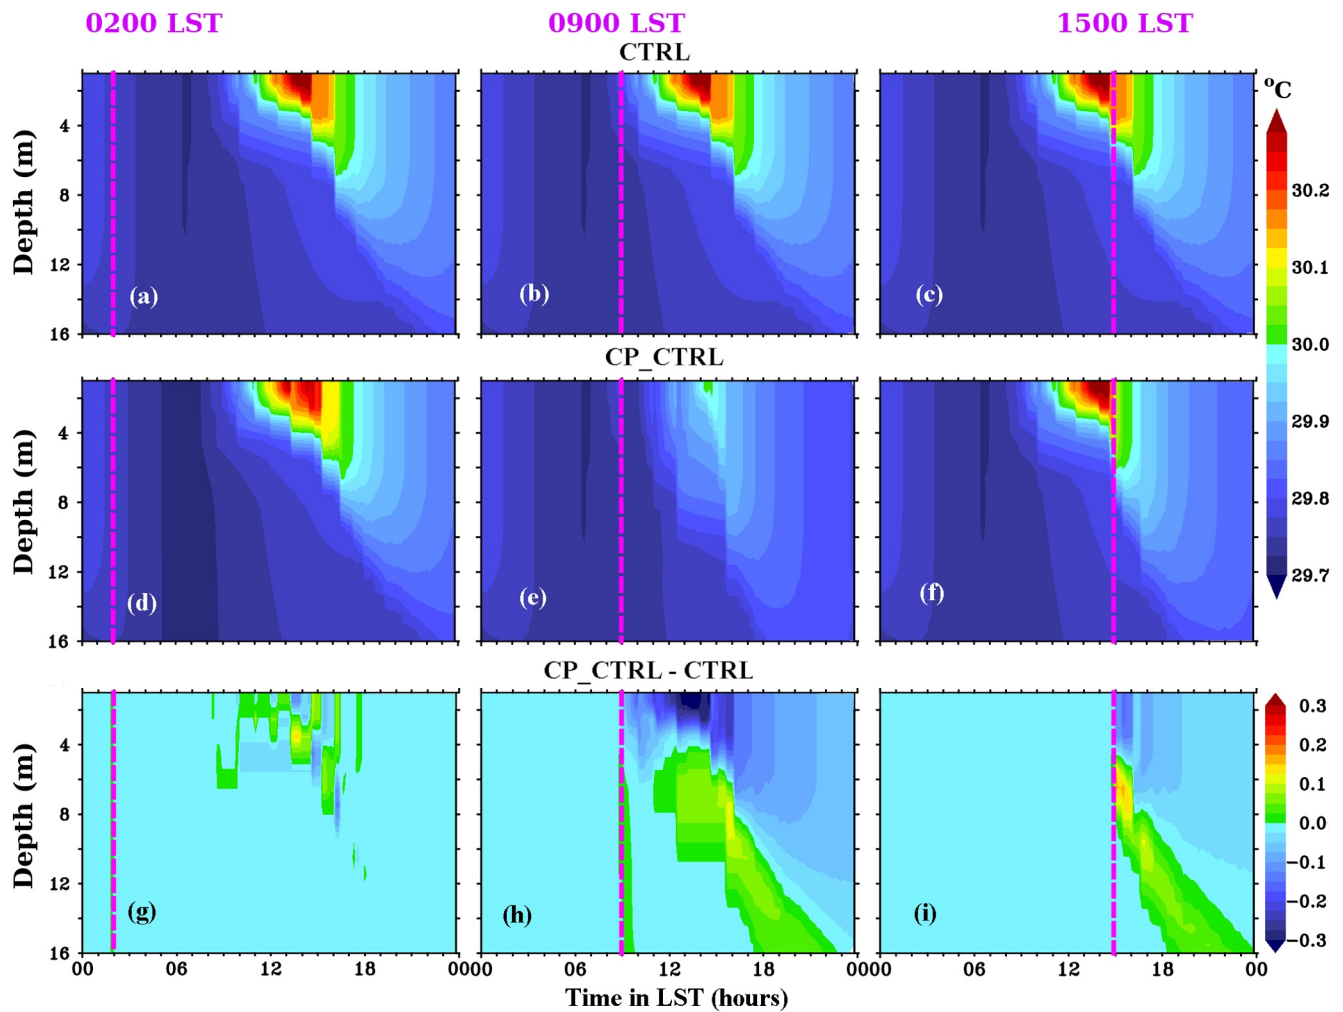 0200 LST 0900 LST 1500 LST
CTRL
°C
Depth (m) 4 8 12 16 (a) (b) (c)
30.2
30.1
30.0
29.9
29.8
29.7
CP_CTRL
Depth (m) 4 8 12 16 (d) (e) (f)
CP_CTRL - CTRL
Depth (m) 4 8 12 16 (g) (h) (i)
0.3
0.2
0.1
0.0
−0.1
−0.2
−0.3
00 06 12 18 0000 06 12 18 0000 06 12 18 00
Time in LST (hours)